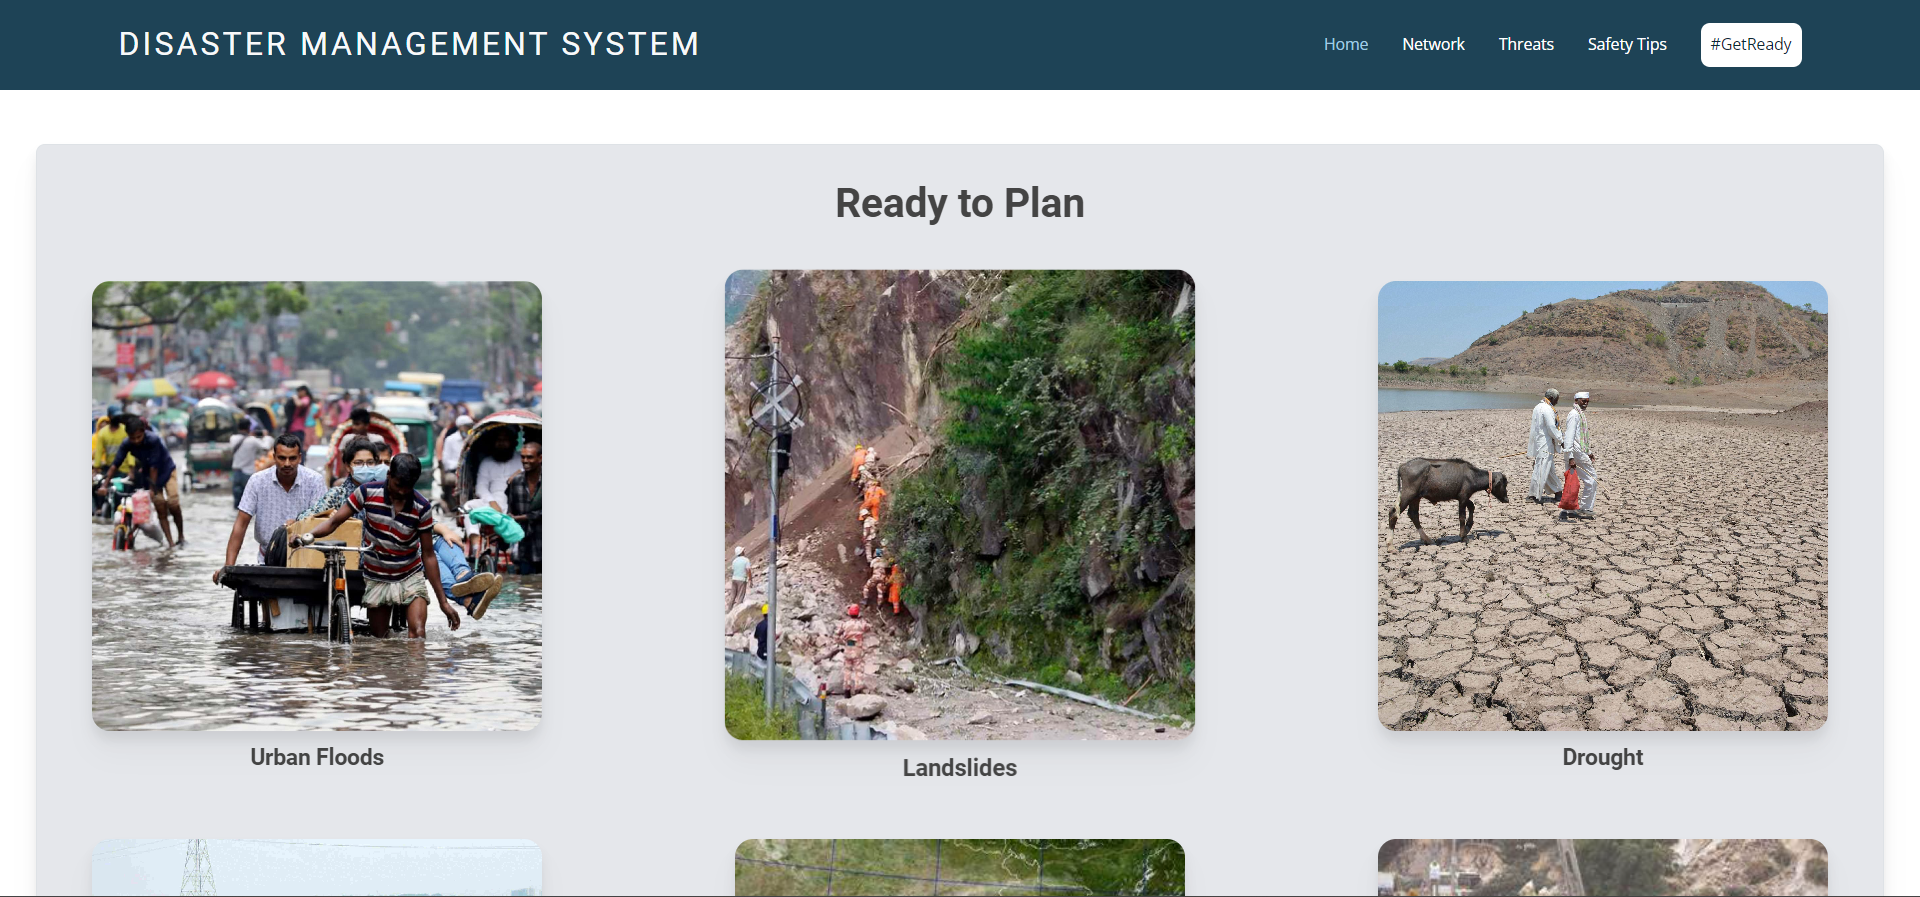 DISASTER MANAGEMENT SYSTEM
Home
Network
Threats
Safety Tips
#GetReady
Ready to Plan
Urban Floods
Landslides
Drought